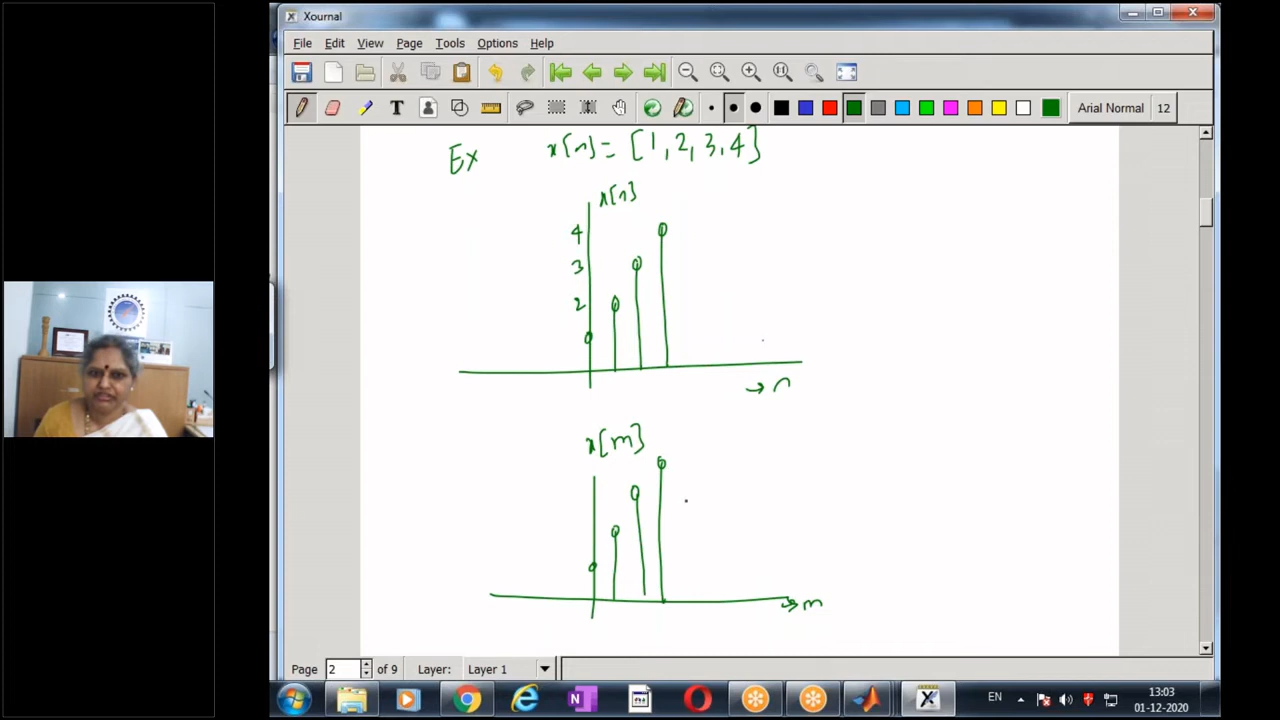 Xournal
File Edit View Page Tools Options Help
Arial Normal 12
Ex x[n] = [1, 2, 3, 4]
x[n]
4
3
2
→ n
x[m]
→ m
Page 2 of 9 Layer: Layer 1
EN 13:03
01-12-2020